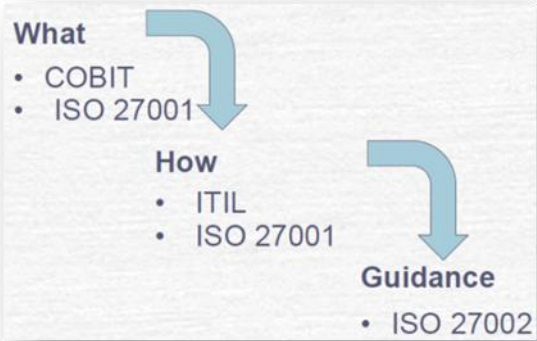 What
• COBIT
• ISO 27001
How
• ITIL
• ISO 27001
Guidance
• ISO 27002